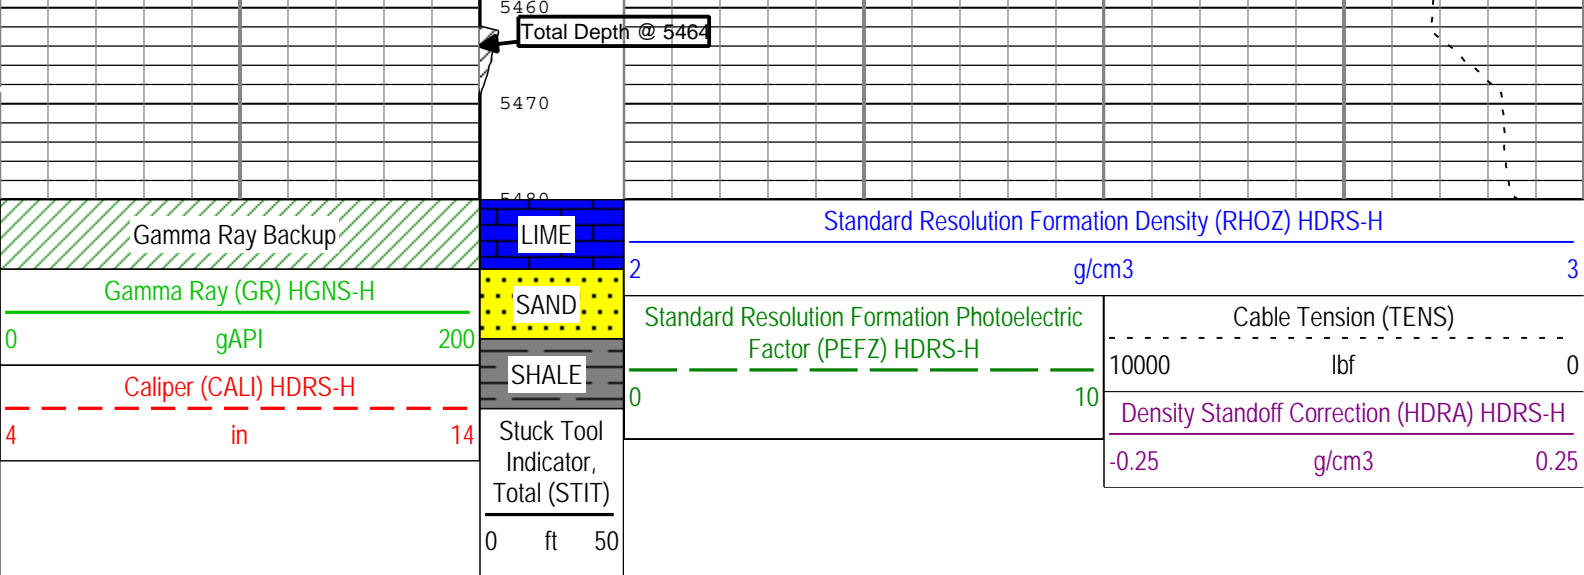 5460
Total Depth @ 5464
5470
5480
Gamma Ray Backup
Gamma Ray (GR) HGNS-H
0 gAPI 200
Caliper (CALI) HDRS-H
4 in 14
LIME
SAND
SHALE
Stuck Tool
Indicator,
Total (STIT)
0 ft 50
Standard Resolution Formation Density (RHOZ) HDRS-H
2 g/cm3 3
Standard Resolution Formation Photoelectric
Factor (PEFZ) HDRS-H
0 10
Cable Tension (TENS)
10000 lbf 0
Density Standoff Correction (HDRA) HDRS-H
-0.25 g/cm3 0.25